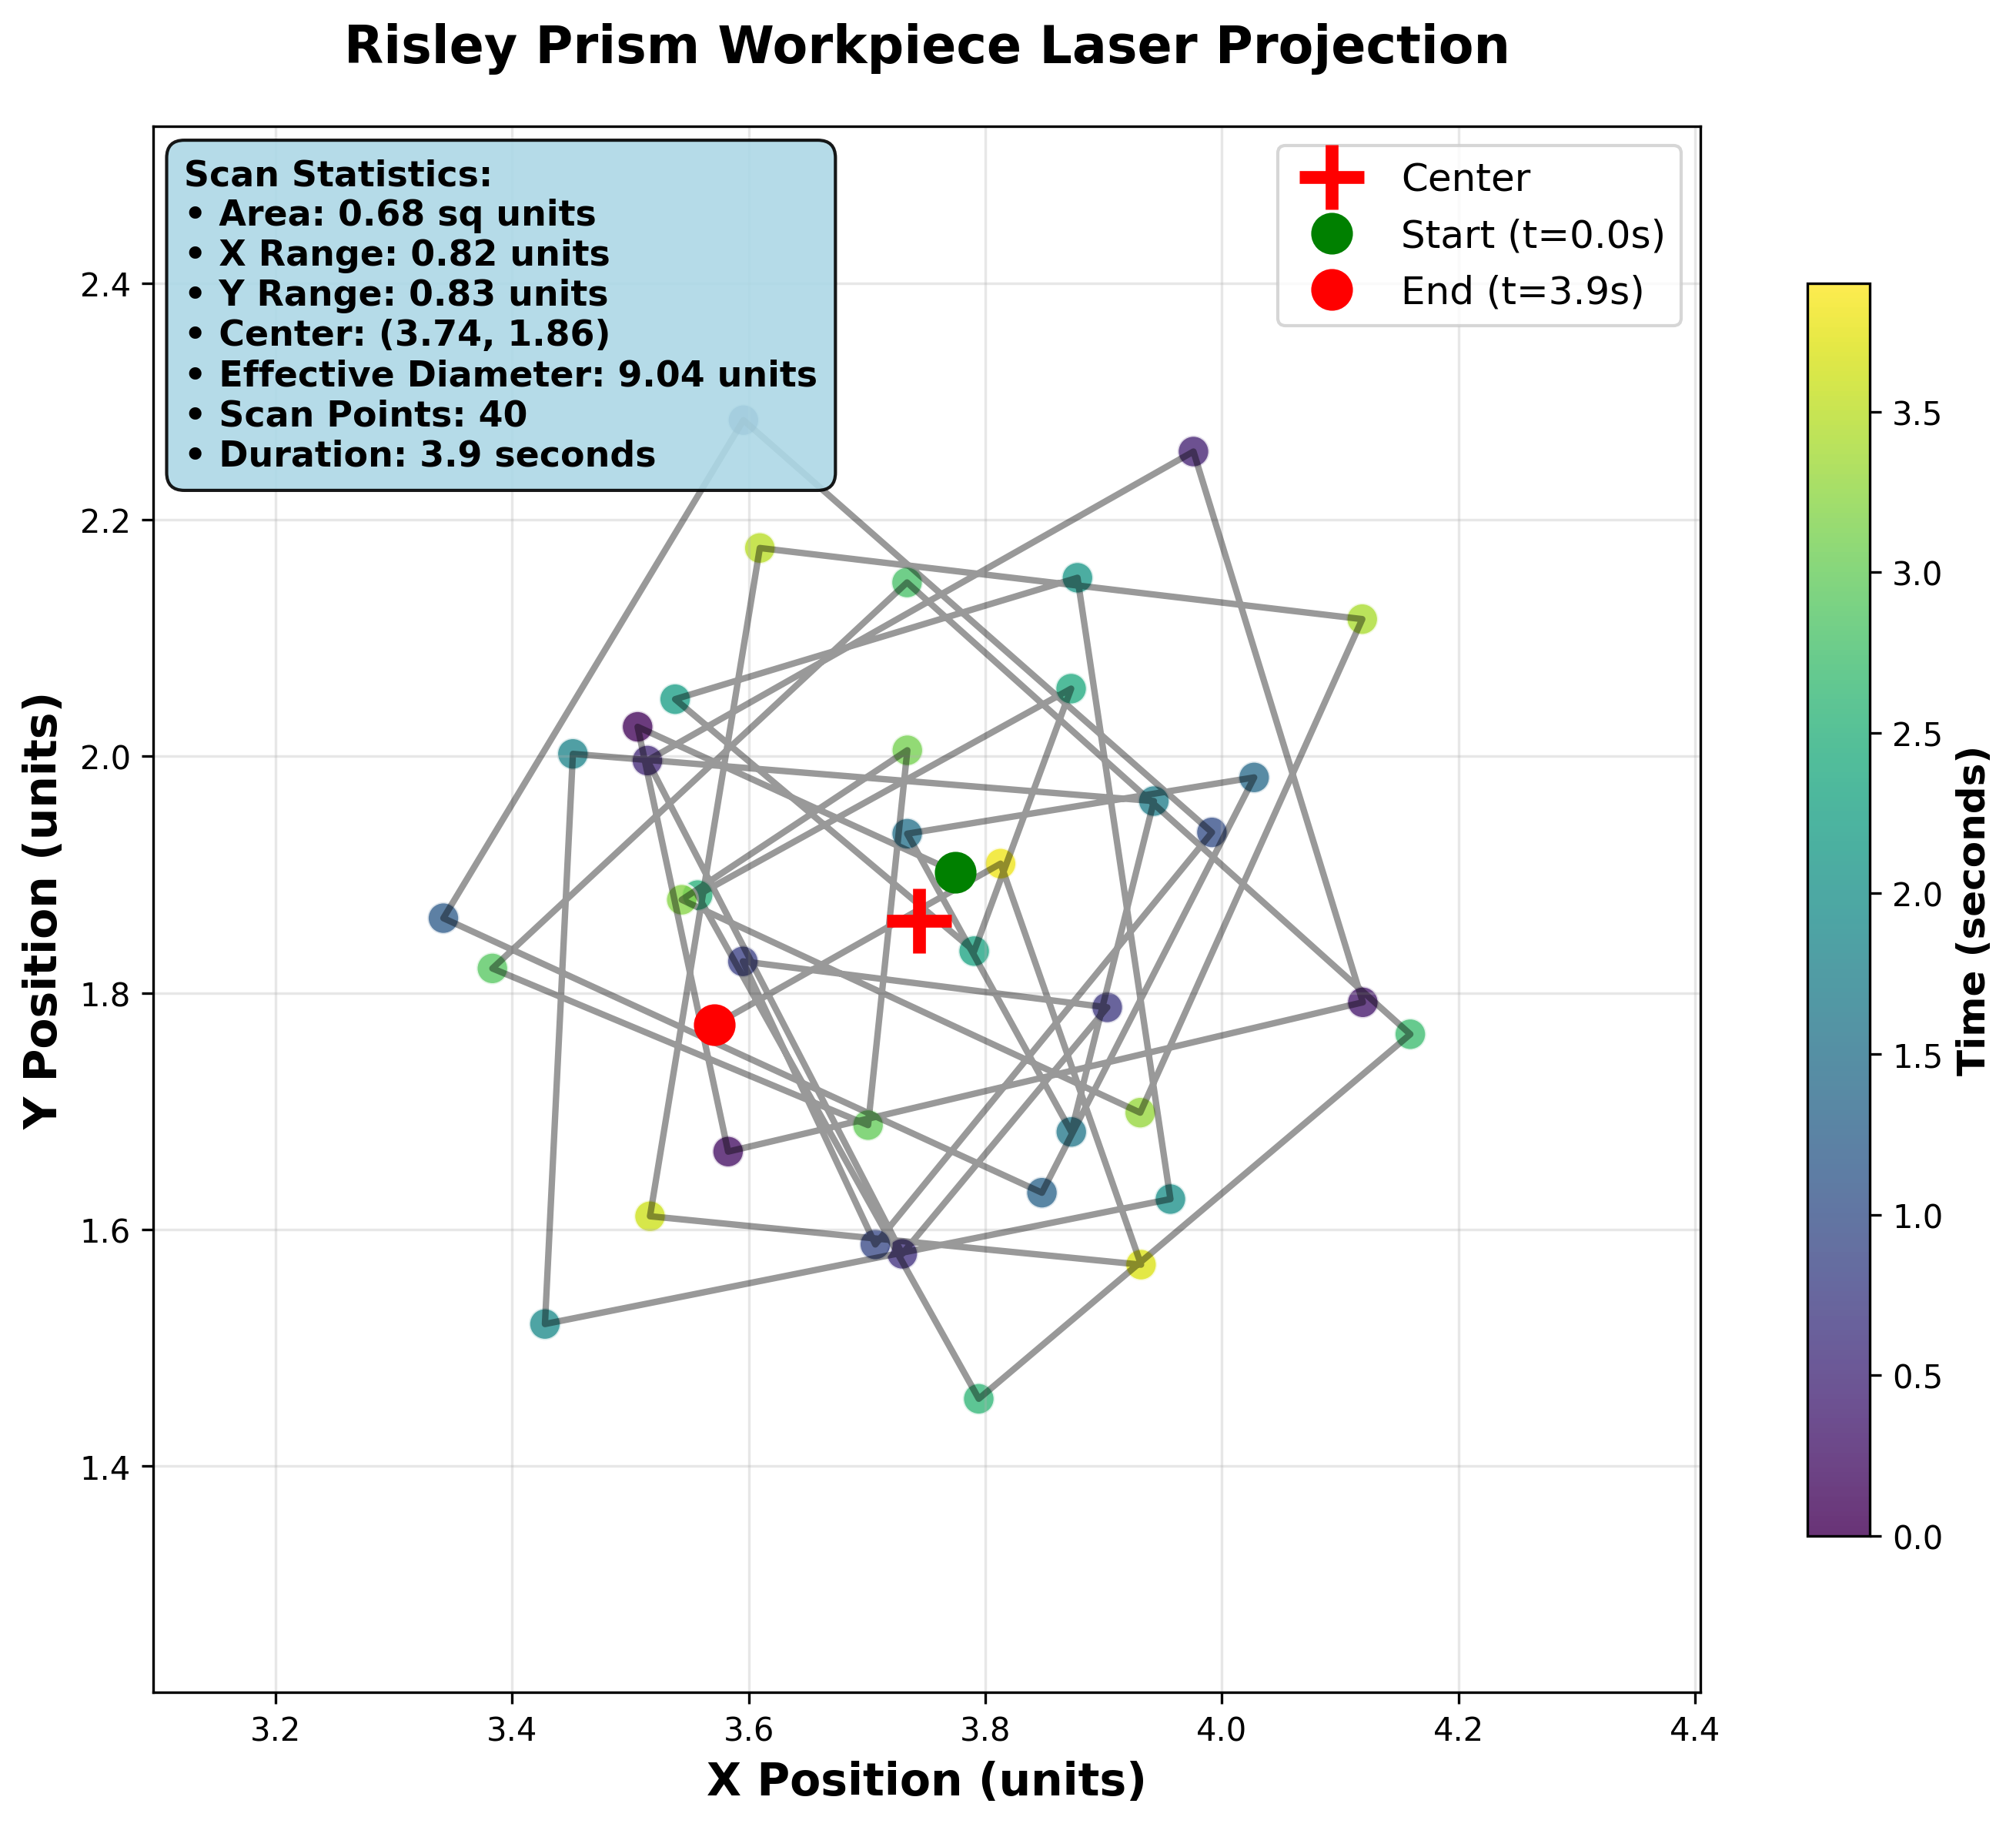 Risley Prism Workpiece Laser Projection
Scan Statistics:
• Area: 0.68 sq units
• X Range: 0.82 units
• Y Range: 0.83 units
• Center: (3.74, 1.86)
• Effective Diameter: 9.04 units
• Scan Points: 40
• Duration: 3.9 seconds
Center
Start (t=0.0s)
End (t=3.9s)
2.4
2.2
2.0
1.8
1.6
1.4
Y Position (units)
3.2 3.4 3.6 3.8 4.0 4.2 4.4
X Position (units)
3.5
3.0
2.5
2.0
1.5
1.0
0.5
0.0
Time (seconds)